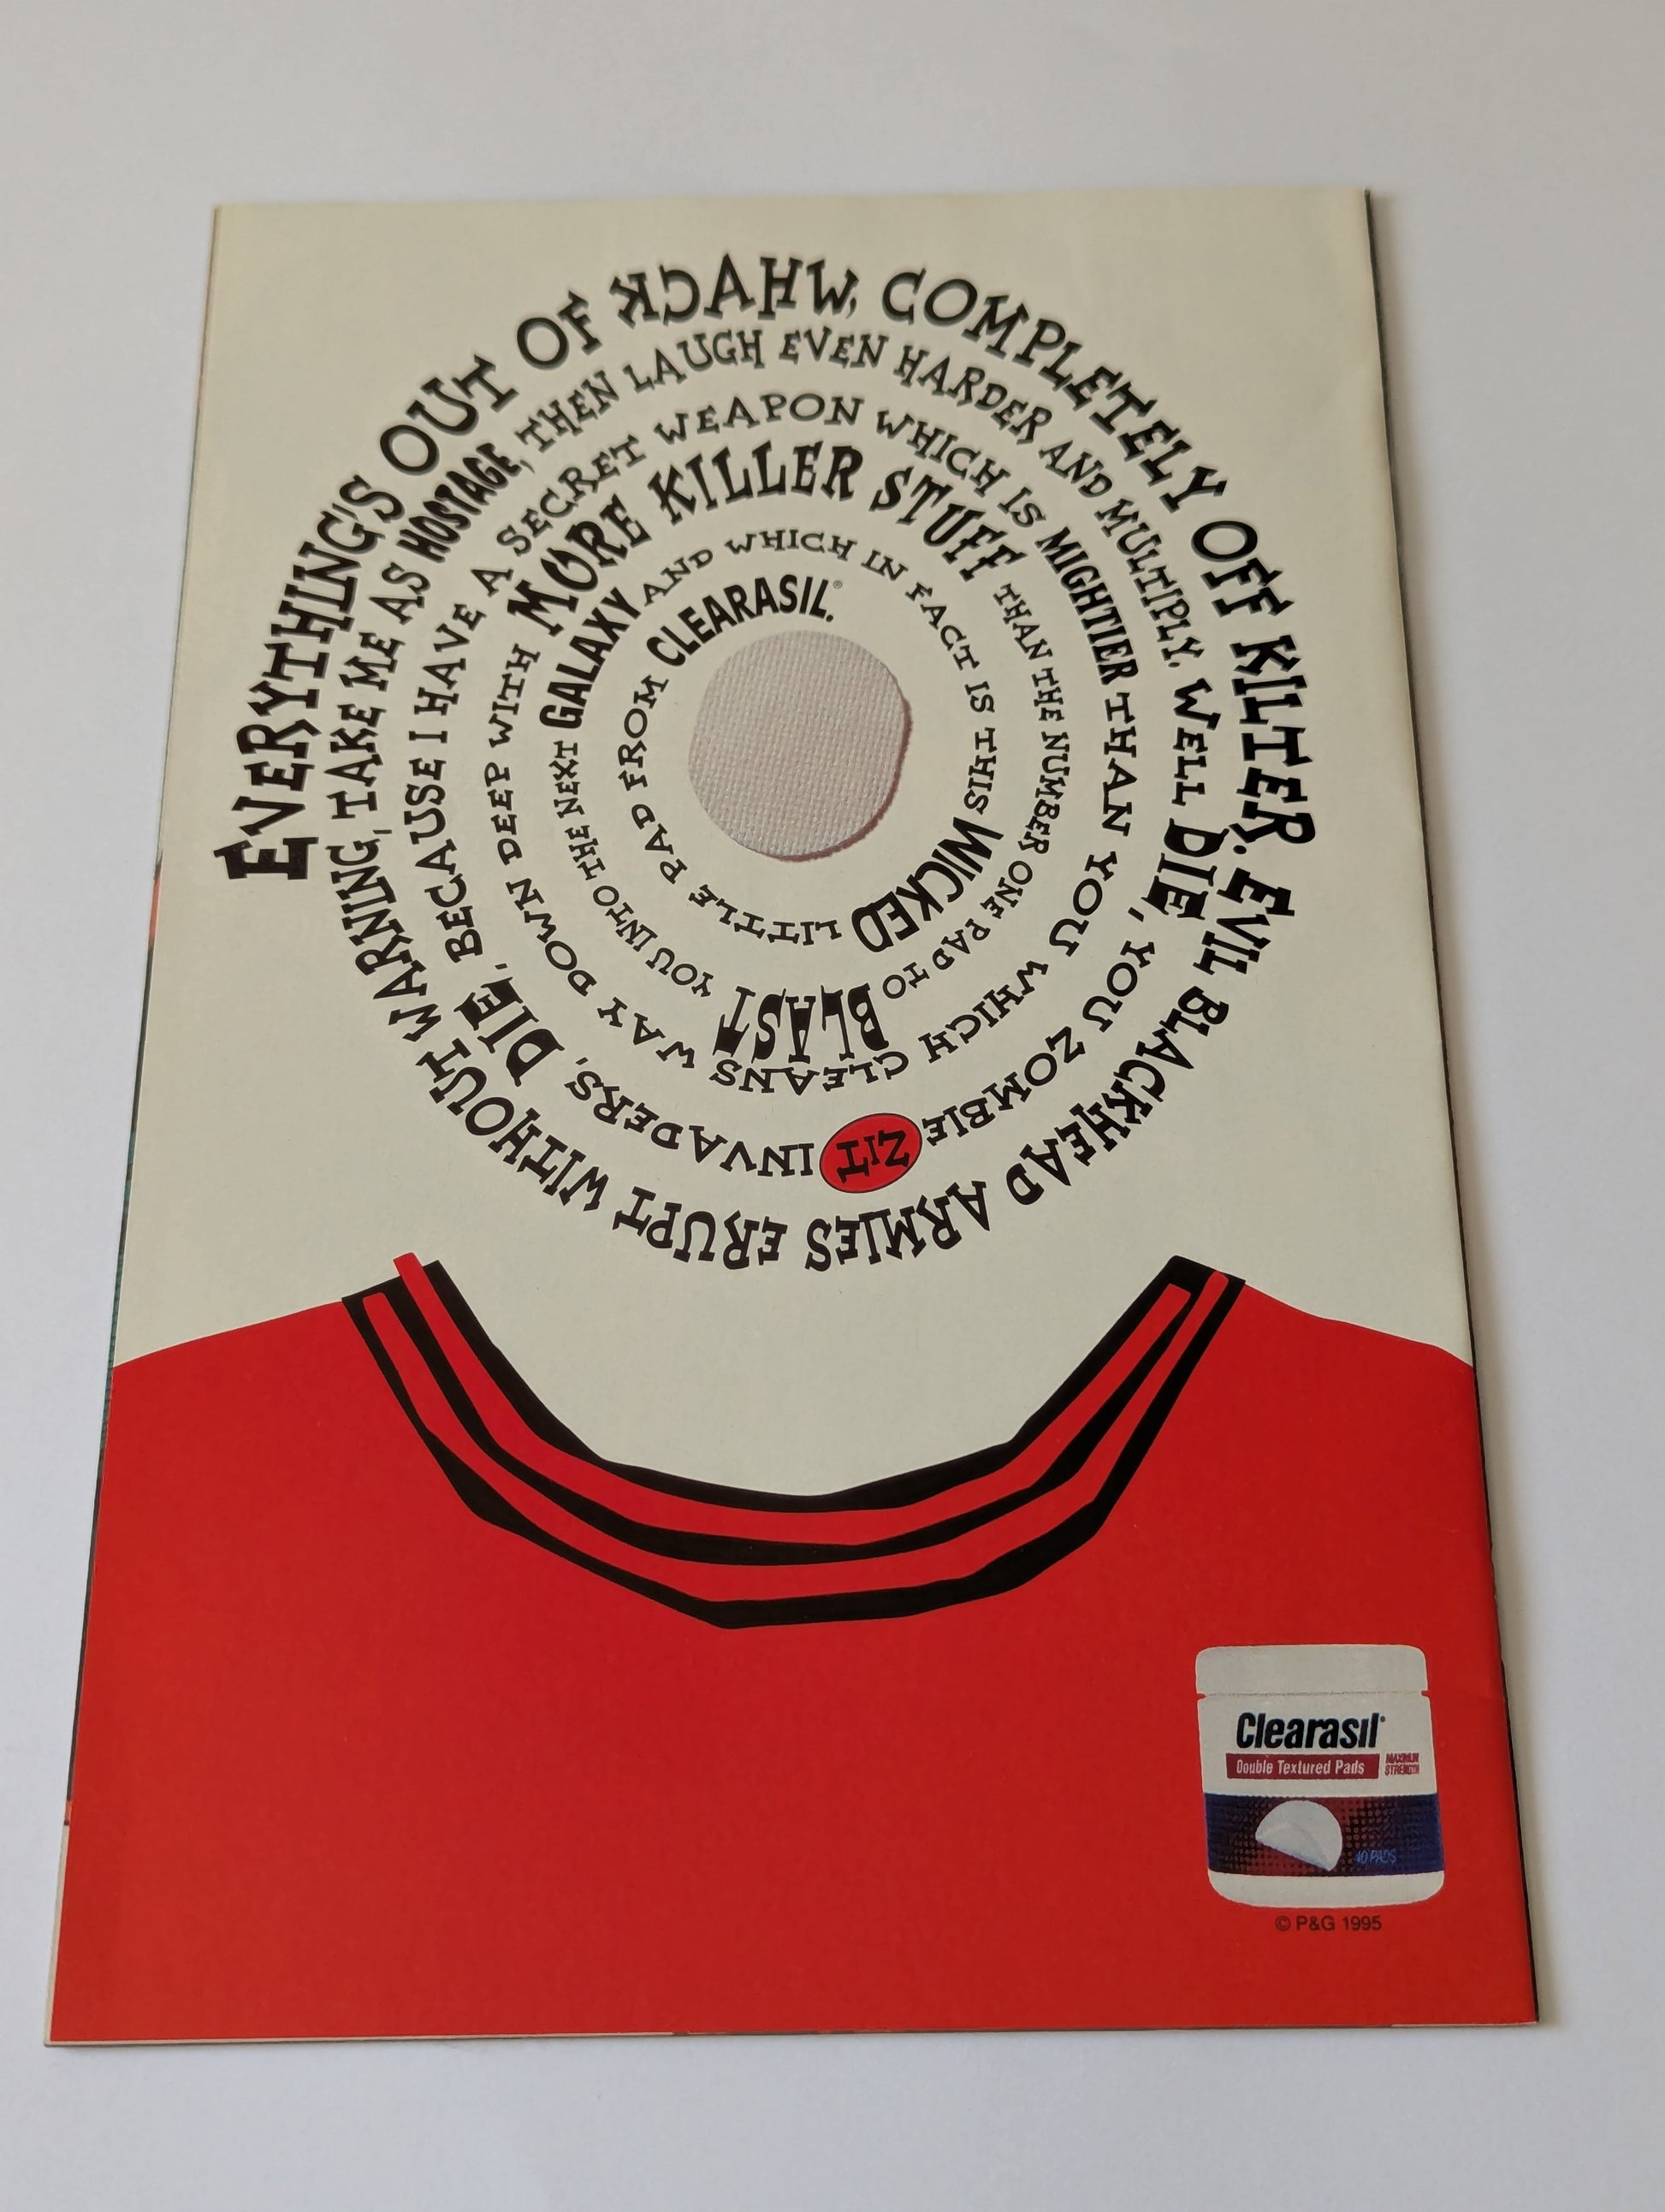 EVERYTHING'S OUT OF KCAHW, COMPLETELY OFF KILTER. EVIL BLACKHEAD ARMIES ERUPT WITHOUT WARNING, TAKE ME AS HOSTAGE, THEN LAUGH EVEN HARDER AND MULTIPLY. WELL DIE, YOU ZOMBIE ZIT INVADERS, DIE, BECAUSE I HAVE A SECRET WEAPON WHICH IS MIGHTIER THAN YOU WHICH CLEANS WAY DOWN DEEP WITH MORE KILLER STUFF THAN THE NUMBER ONE PAD TO BLAST YOU INTO THE NEXT GALAXY AND WHICH IN FACT IS THIS WICKED LITTLE PAD FROM CLEARASIL.®
Clearasil®
Double Textured Pads
MAXIMUM
STRENGTH
40 PADS
© P&G 1995